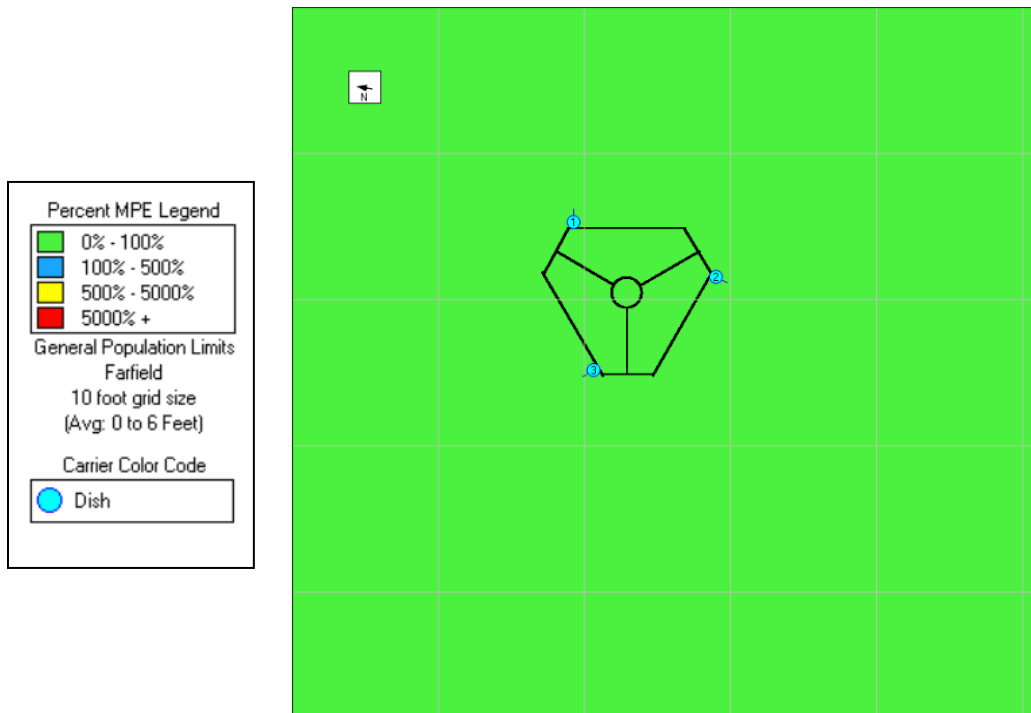 N
1
2
3
Percent MPE Legend
0% - 100%
100% - 500%
500% - 5000%
5000% +
General Population Limits
Farfield
10 foot grid size
(Avg: 0 to 6 Feet)
Carrier Color Code
Dish